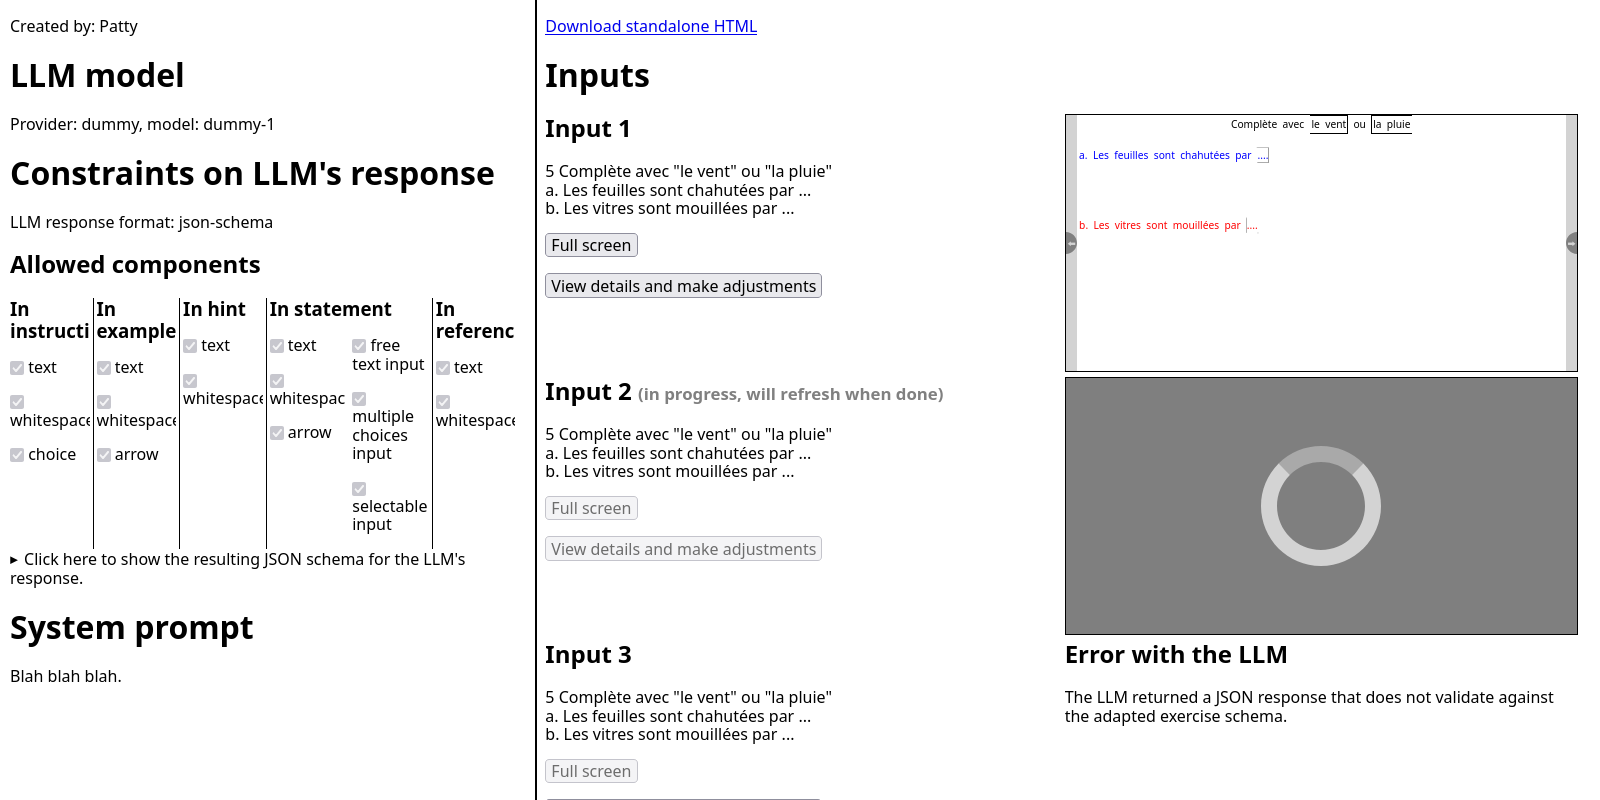 Created by: Patty
LLM model
Provider: dummy, model: dummy-1
Constraints on LLM's response
LLM response format: json-schema
Allowed components
In
instructi
text
whitespace
choice
In
example
text
whitespace
arrow
In hint
text
whitespace
In statement
text
whitespac
arrow
free
text input
multiple
choices
input
selectable
input
In
referenc
text
whitespace
▸ Click here to show the resulting JSON schema for the LLM's
response.
System prompt
Blah blah blah.
Download standalone HTML
Inputs
Input 1
5 Complète avec "le vent" ou "la pluie"
a. Les feuilles sont chahutées par ...
b. Les vitres sont mouillées par ...
Full screen
View details and make adjustments
Complète avec le vent ou la pluie
a. Les feuilles sont chahutées par ....
b. Les vitres sont mouillées par ....
Input 2 (in progress, will refresh when done)
5 Complète avec "le vent" ou "la pluie"
a. Les feuilles sont chahutées par ...
b. Les vitres sont mouillées par ...
Full screen
View details and make adjustments
Input 3
5 Complète avec "le vent" ou "la pluie"
a. Les feuilles sont chahutées par ...
b. Les vitres sont mouillées par ...
Full screen
Error with the LLM
The LLM returned a JSON response that does not validate against
the adapted exercise schema.